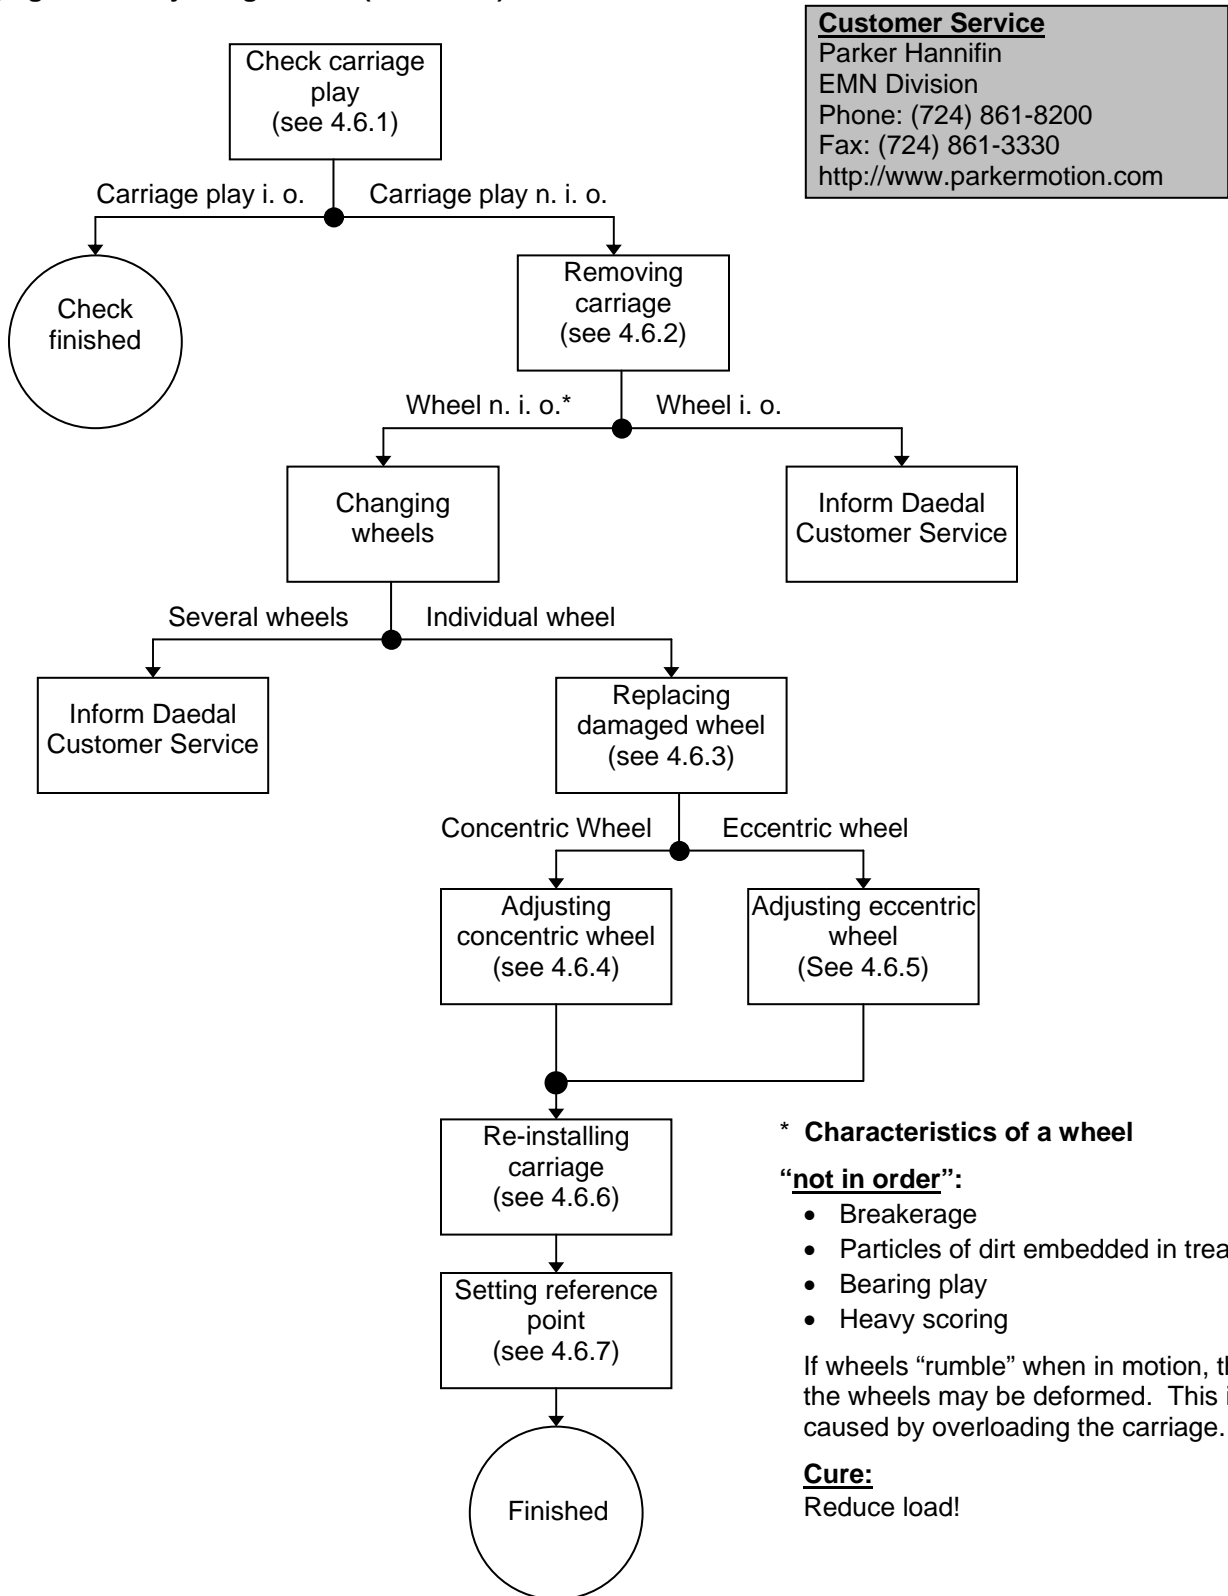 Customer Service
Parker Hannifin
EMN Division
Phone: (724) 861-8200
Fax: (724) 861-3330
http://www.parkermotion.com
Check carriage
play
(see 4.6.1)
Carriage play i. o.
Carriage play n. i. o.
Check
finished
Removing
carriage
(see 4.6.2)
Wheel n. i. o.*
Wheel i. o.
Changing
wheels
Inform Daedal
Customer Service
Several wheels
Individual wheel
Inform Daedal
Customer Service
Replacing
damaged wheel
(see 4.6.3)
Concentric Wheel
Eccentric wheel
Adjusting
concentric wheel
(see 4.6.4)
Adjusting eccentric
wheel
(See 4.6.5)
Re-installing
carriage
(see 4.6.6)
Setting reference
point
(see 4.6.7)
Finished
* Characteristics of a wheel
“not in order”:
• Breakerage
• Particles of dirt embedded in
• Bearing play
• Heavy scoring
If wheels “rumble” when in motion,
the wheels may be deformed. This
caused by overloading the carriage.
Cure:
Reduce load!